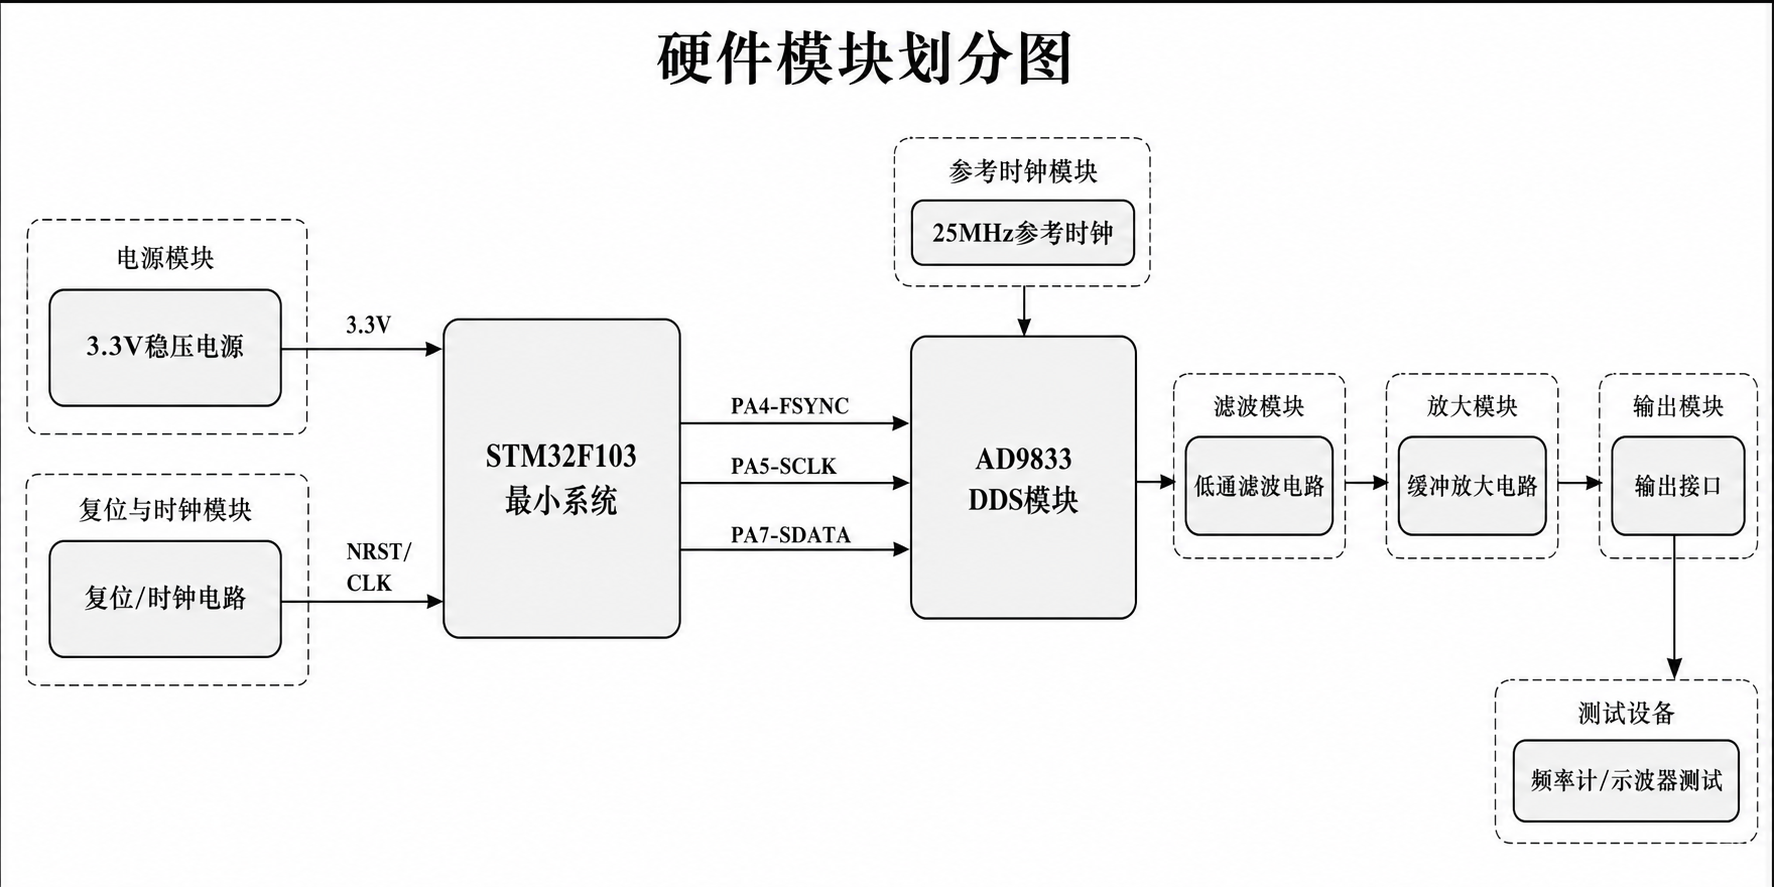 硬件模块划分图
参考时钟模块
25MHz参考时钟
电源模块
3.3V稳压电源
3.3V
复位与时钟模块
复位/时钟电路
NRST/
CLK
STM32F103
最小系统
PA4-FSYNC
PA5-SCLK
PA7-SDATA
AD9833
DDS模块
滤波模块
低通滤波电路
放大模块
缓冲放大电路
输出模块
输出接口
测试设备
频率计/示波器测试